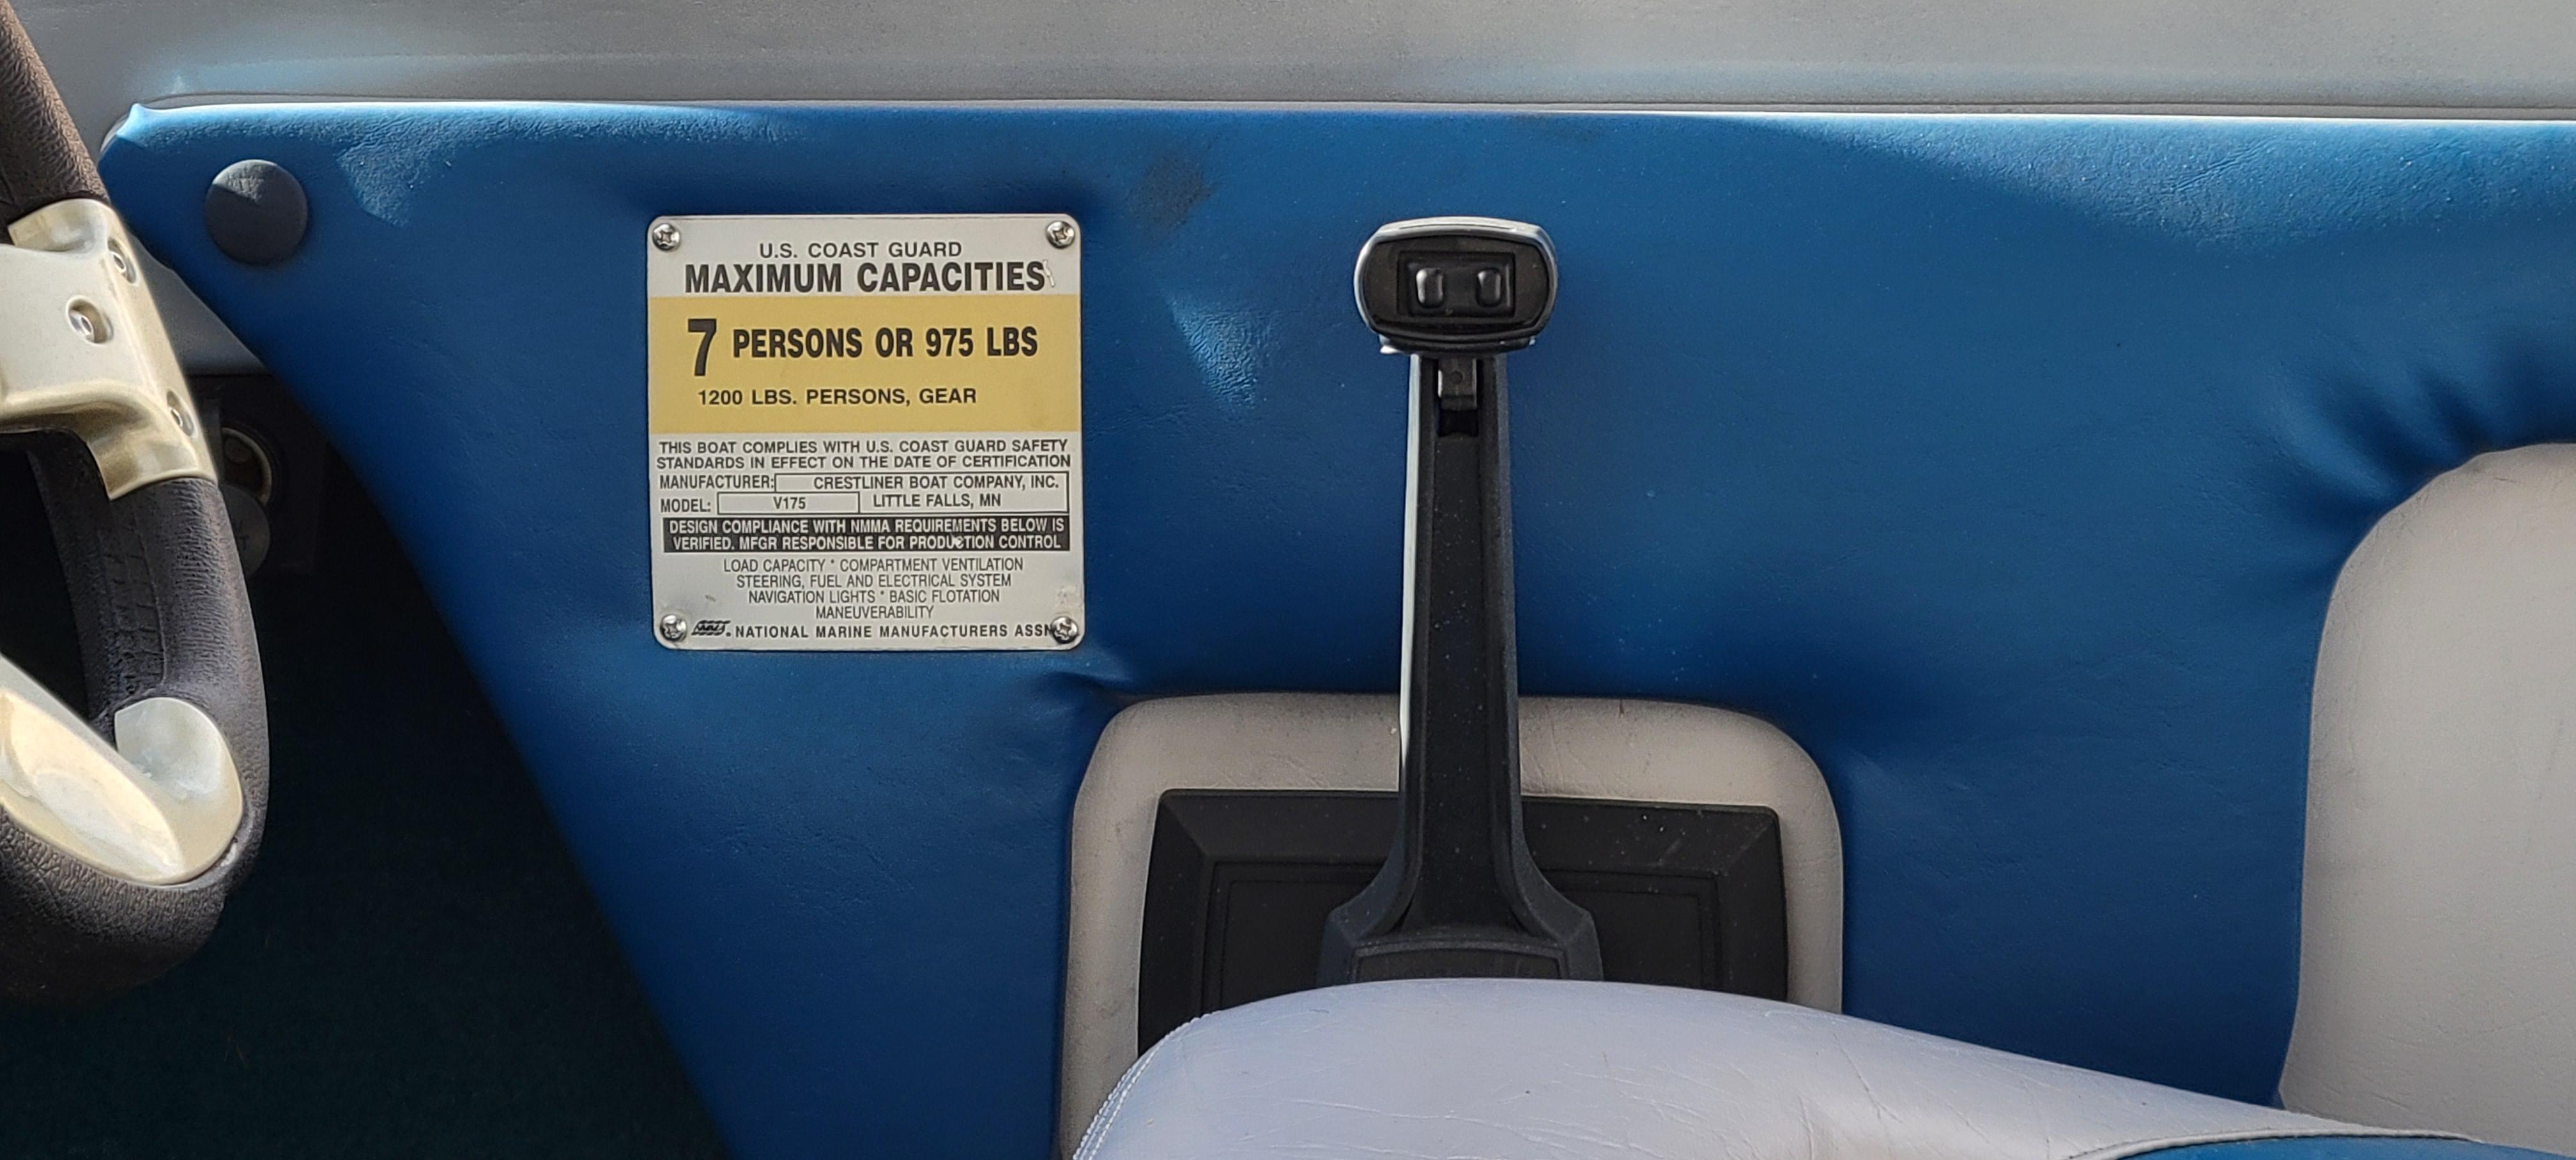 U.S. COAST GUARD
MAXIMUM CAPACITIES
7 PERSONS OR 975 LBS
1200 LBS. PERSONS, GEAR
THIS BOAT COMPLIES WITH U.S. COAST GUARD SAFETY
STANDARDS IN EFFECT ON THE DATE OF CERTIFICATION
MANUFACTURER: CRESTLINER BOAT COMPANY, INC.
MODEL: V175 LITTLE FALLS, MN
DESIGN COMPLIANCE WITH NMMA REQUIREMENTS BELOW IS
VERIFIED. MFGR RESPONSIBLE FOR PRODUCTION CONTROL
LOAD CAPACITY * COMPARTMENT VENTILATION
STEERING, FUEL AND ELECTRICAL SYSTEM
NAVIGATION LIGHTS * BASIC FLOTATION
MANEUVERABILITY
NATIONAL MARINE MANUFACTURERS ASSN